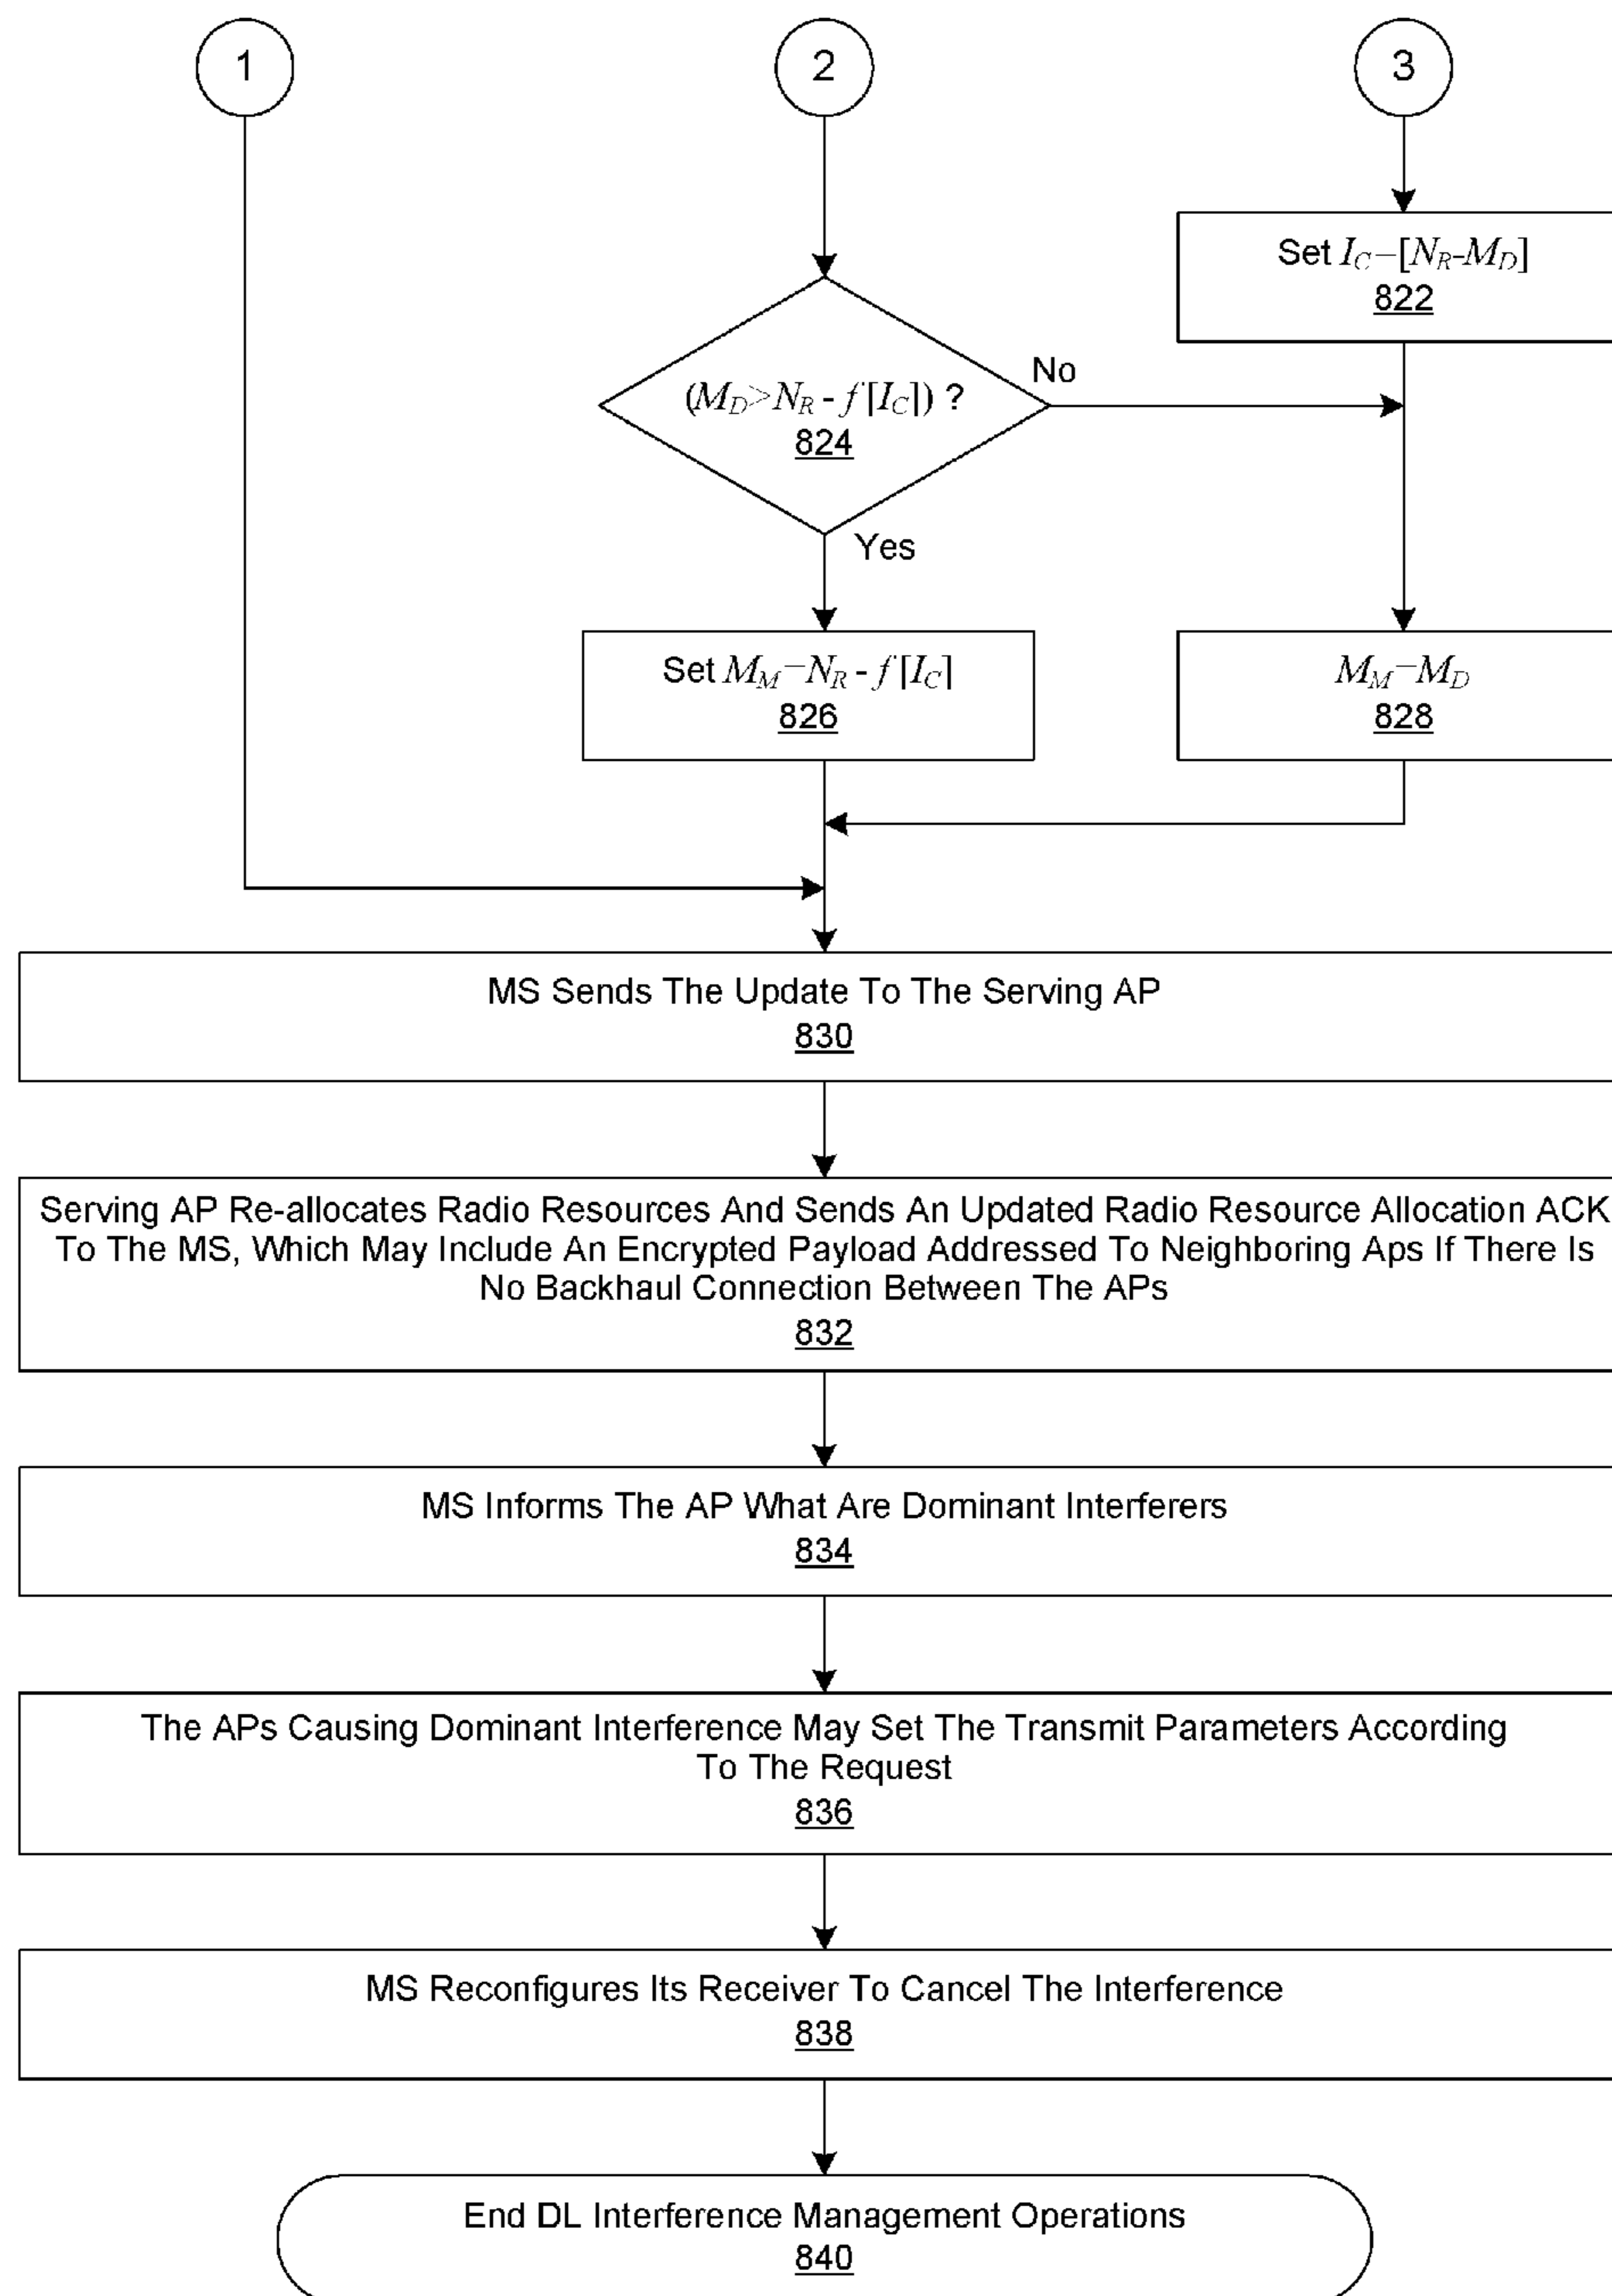 1
2
3
Set I_C=[N_R-M_D]
822
(M_D>N_R - f[I_C]) ?
824
No
Yes
Set M_M=N_R - f[I_C]
826
M_M=M_D
828
MS Sends The Update To The Serving AP
830
Serving AP Re-allocates Radio Resources And Sends An Updated Radio Resource Allocation ACK
To The MS, Which May Include An Encrypted Payload Addressed To Neighboring Aps If There Is
No Backhaul Connection Between The APs
832
MS Informs The AP What Are Dominant Interferers
834
The APs Causing Dominant Interference May Set The Transmit Parameters According
To The Request
836
MS Reconfigures Its Receiver To Cancel The Interference
838
End DL Interference Management Operations
840